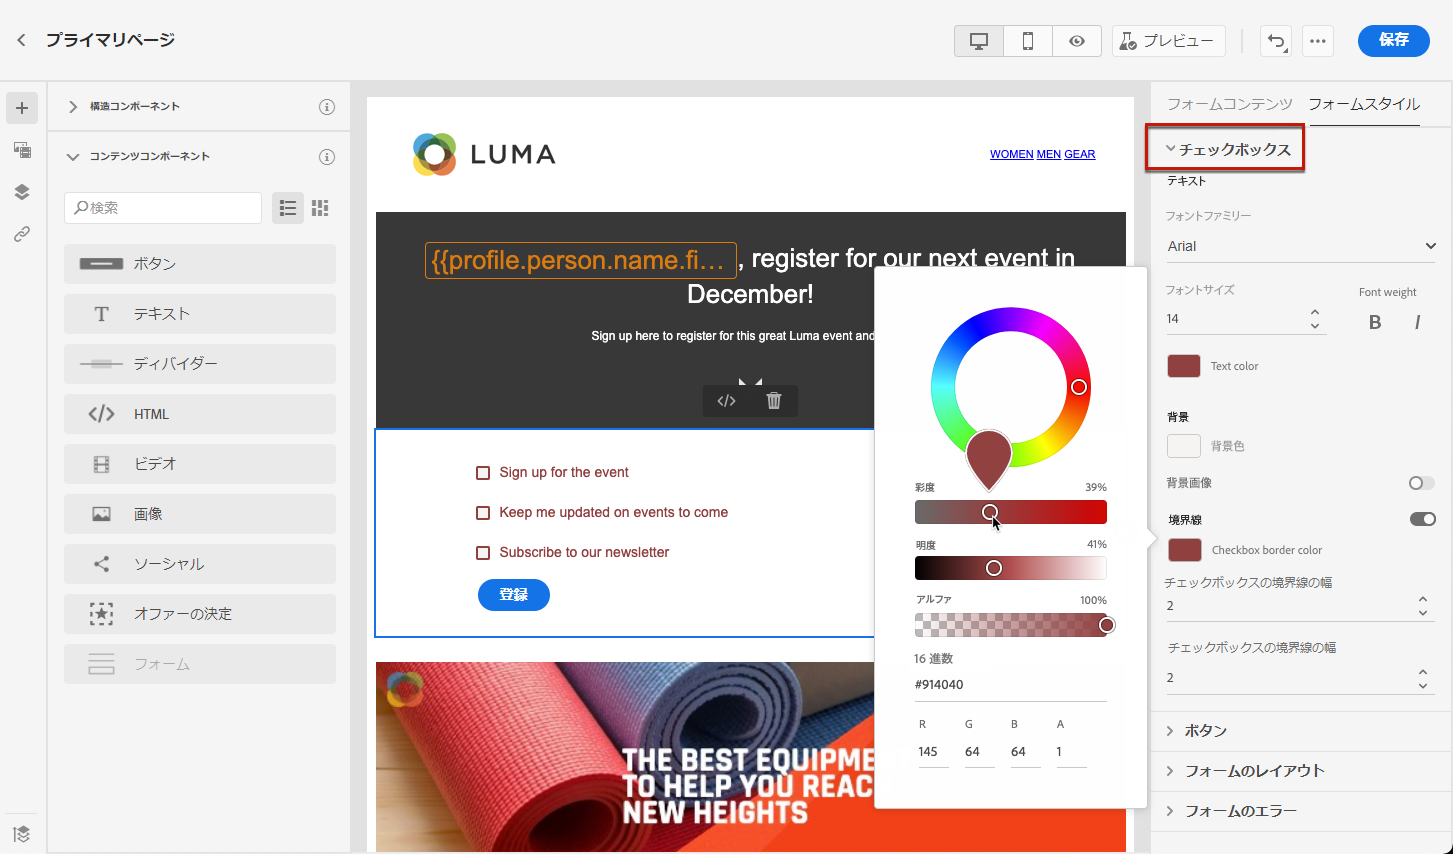 プライマリページ
プレビュー
保存
構造コンポーネント
コンテンツコンポーネント
検索
ボタン
テキスト
ディバイダー
HTML
ビデオ
画像
ソーシャル
オファーの決定
フォーム
LUMA
WOMEN MEN GEAR
{{profile.person.name.fi… , register for our next event in
December!
Sign up here to register for this great Luma event and
Sign up for the event
Keep me updated on events to come
Subscribe to our newsletter
登録
THE BEST EQUIPME
TO HELP YOU REAC
NEW HEIGHTS
彩度 39%
明度 41%
アルファ 100%
16 進数
#914040
R G B A
145 64 64 1
フォームコンテンツ フォームスタイル
チェックボックス
テキスト
フォントファミリー
Arial
フォントサイズ Font weight
14 B I
Text color
背景
背景色
背景画像
境界線
Checkbox border color
チェックボックスの境界線の幅
2
チェックボックスの境界線の幅
2
ボタン
フォームのレイアウト
フォームのエラー